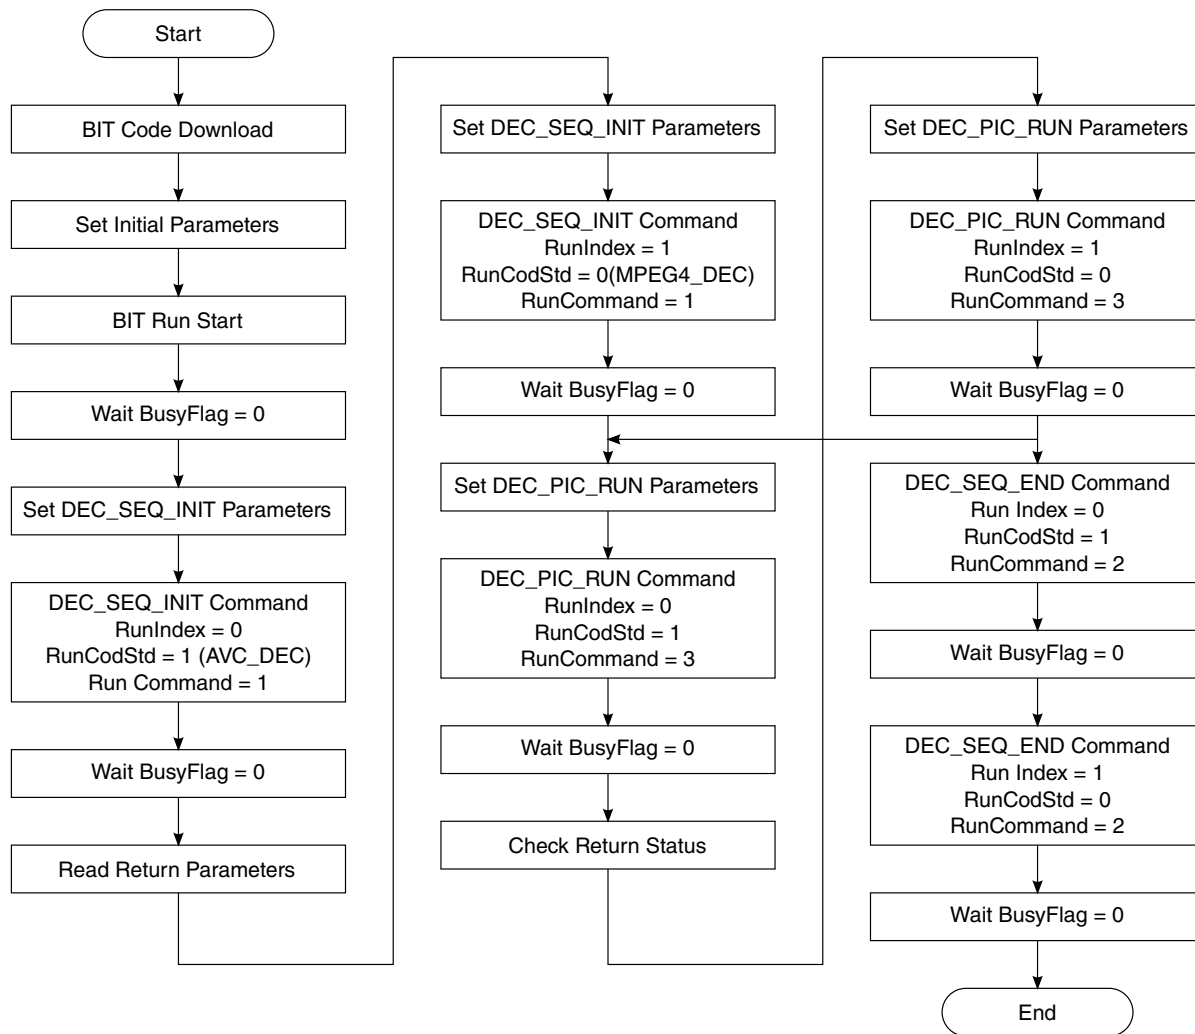 Start
BIT Code Download
Set Initial Parameters
BIT Run Start
Wait BusyFlag = 0
Set DEC_SEQ_INIT Parameters
DEC_SEQ_INIT Command
RunIndex = 0
RunCodStd = 1 (AVC_DEC)
Run Command = 1
Wait BusyFlag = 0
Read Return Parameters
Set DEC_SEQ_INIT Parameters
DEC_SEQ_INIT Command
RunIndex = 1
RunCodStd = 0(MPEG4_DEC)
RunCommand = 1
Wait BusyFlag = 0
Set DEC_PIC_RUN Parameters
DEC_PIC_RUN Command
RunIndex = 0
RunCodStd = 1
RunCommand = 3
Wait BusyFlag = 0
Check Return Status
Set DEC_PIC_RUN Parameters
DEC_PIC_RUN Command
RunIndex = 1
RunCodStd = 0
RunCommand = 3
Wait BusyFlag = 0
DEC_SEQ_END Command
Run Index = 0
RunCodStd = 1
RunCommand = 2
Wait BusyFlag = 0
DEC_SEQ_END Command
Run Index = 1
RunCodStd = 0
RunCommand = 2
Wait BusyFlag = 0
End